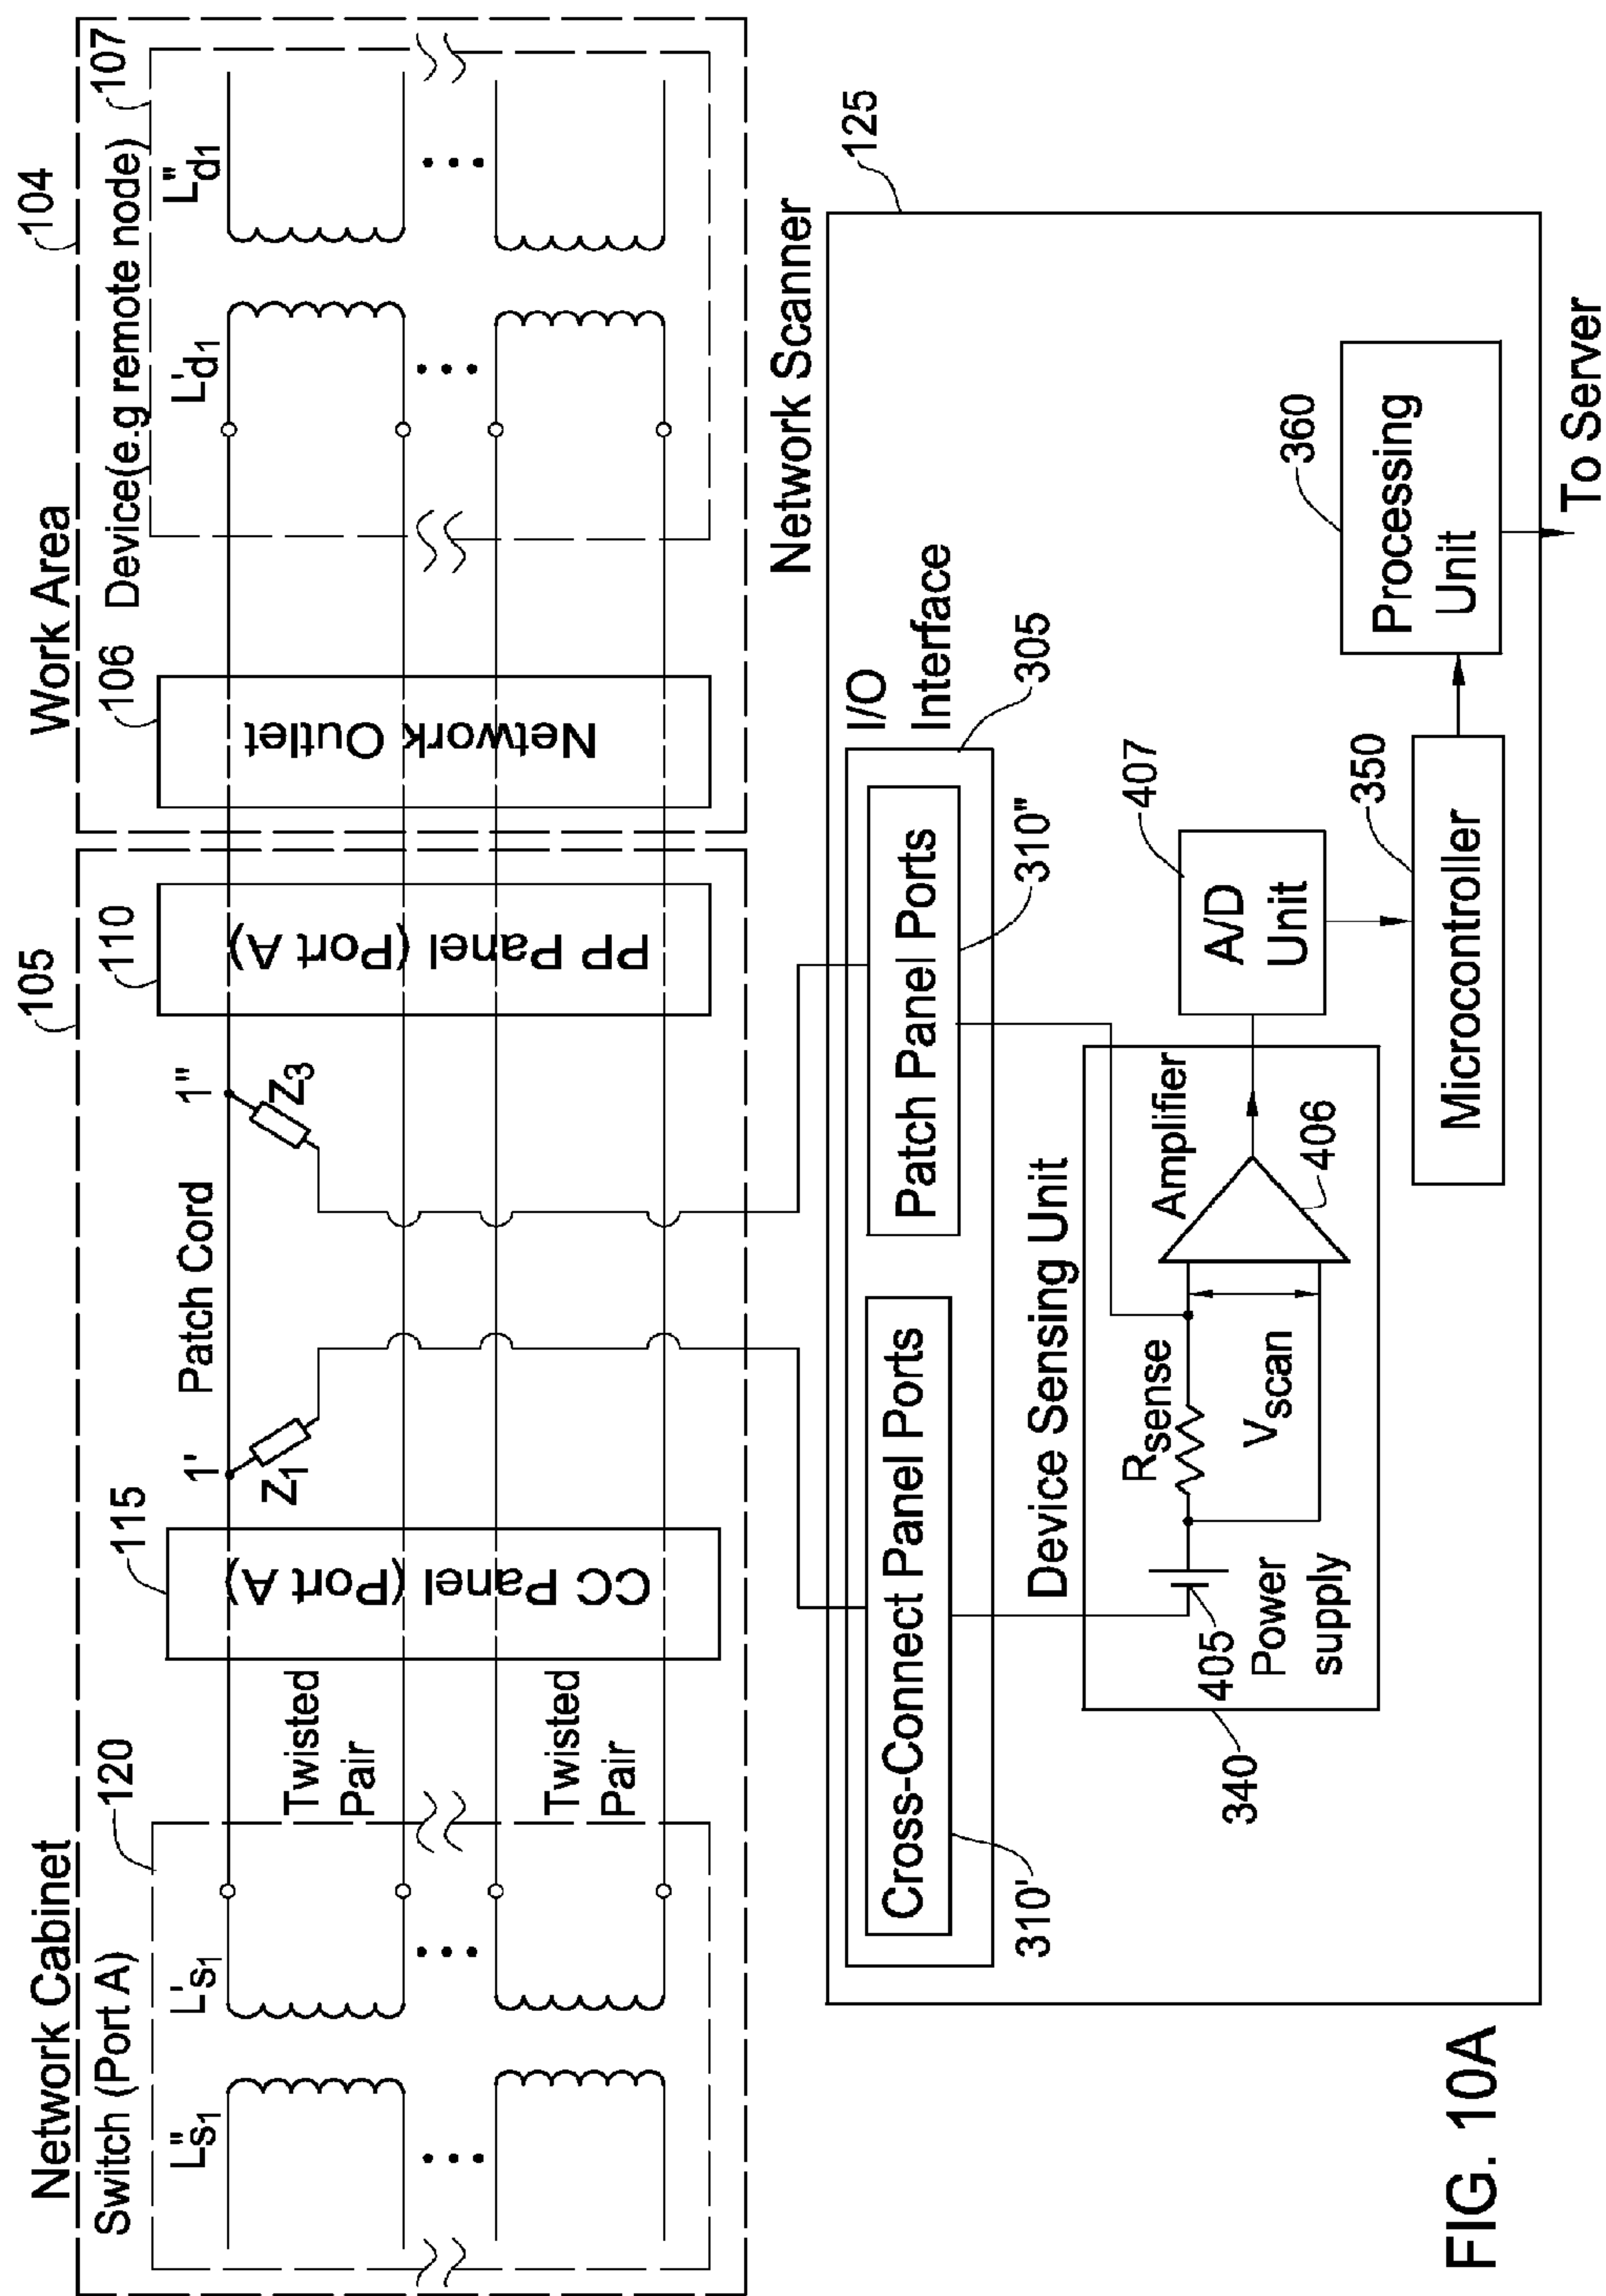 Network Cabinet
105
104
Work Area
Switch (Port A)
120
115
110
106
Device(e.g remote node)
107
L"s1
L's1
1'
Patch Cord
1"
L'd1
L"d1
Z1
Z3
Twisted
Pair
Twisted
Pair
CC Panel (Port A)
PP Panel (Port A)
Network Outlet
Network Scanner
125
I/O
Interface
305
Cross-Connect Panel Ports
Patch Panel Ports
310'
310"
Device Sensing Unit
340
405
Power
supply
Rsense
Vscan
Amplifier
406
407
A/D
Unit
350
Microcontroller
360
Processing
Unit
To Server
FIG. 10A